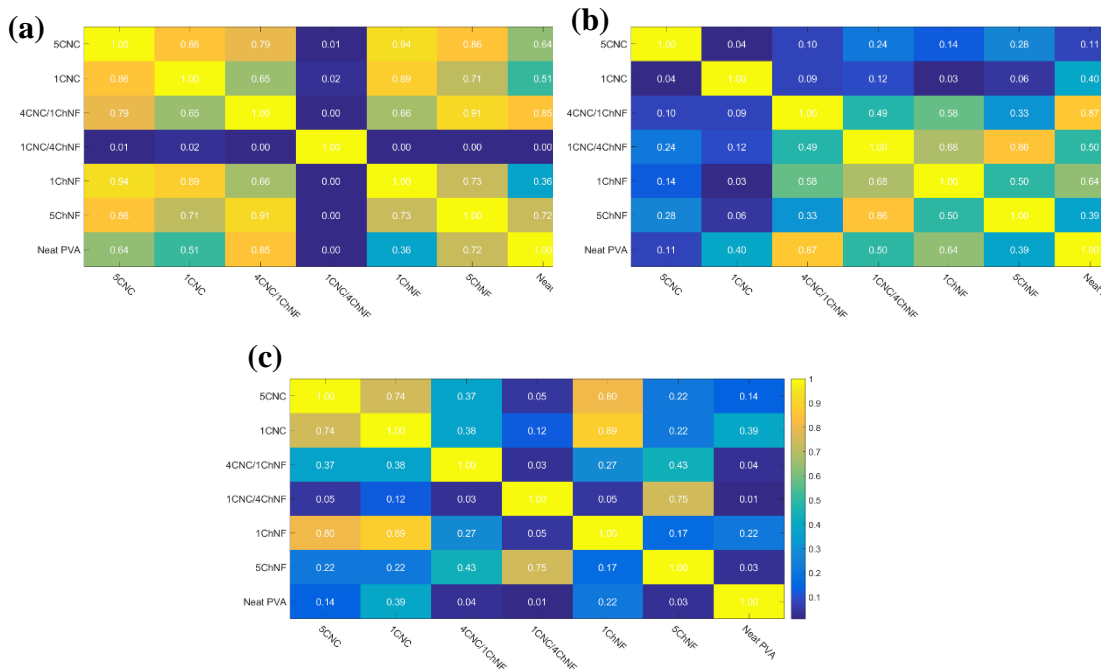 (a)
5CNC 1.00 0.86 0.79 0.01 0.94 0.86 0.64
1CNC 0.86 1.00 0.65 0.02 0.89 0.71 0.51
4CNC/1ChNF 0.79 0.65 1.00 0.00 0.66 0.91 0.85
1CNC/4ChNF 0.01 0.02 0.00 1.00 0.00 0.00 0.00
1ChNF 0.94 0.89 0.66 0.00 1.00 0.73 0.36
5ChNF 0.86 0.71 0.91 0.00 0.73 1.00 0.72
Neat PVA 0.64 0.51 0.85 0.00 0.36 0.72 1.00
5CNC 1CNC 4CNC/1ChNF 1CNC/4ChNF 1ChNF 5ChNF Neat
(b)
5CNC 1.00 0.04 0.10 0.24 0.14 0.28 0.11
1CNC 0.04 1.00 0.09 0.12 0.03 0.06 0.40
4CNC/1ChNF 0.10 0.09 1.00 0.49 0.58 0.33 0.87
1CNC/4ChNF 0.24 0.12 0.49 1.00 0.68 0.86 0.50
1ChNF 0.14 0.03 0.58 0.68 1.00 0.50 0.64
5ChNF 0.28 0.06 0.33 0.86 0.50 1.00 0.39
Neat PVA 0.11 0.40 0.87 0.50 0.64 0.39 1.00
5CNC 1CNC 4CNC/1ChNF 1CNC/4ChNF 1ChNF 5ChNF Neat
(c)
5CNC 1.00 0.74 0.37 0.05 0.80 0.22 0.14
1CNC 0.74 1.00 0.38 0.12 0.89 0.22 0.39
4CNC/1ChNF 0.37 0.38 1.00 0.03 0.27 0.43 0.04
1CNC/4ChNF 0.05 0.12 0.03 1.00 0.05 0.75 0.01
1ChNF 0.80 0.89 0.27 0.05 1.00 0.17 0.22
5ChNF 0.22 0.22 0.43 0.75 0.17 1.00 0.03
Neat PVA 0.14 0.39 0.04 0.01 0.22 0.03 1.00
5CNC 1CNC 4CNC/1ChNF 1CNC/4ChNF 1ChNF 5ChNF Neat PVA
1
0.9
0.8
0.7
0.6
0.5
0.4
0.3
0.2
0.1